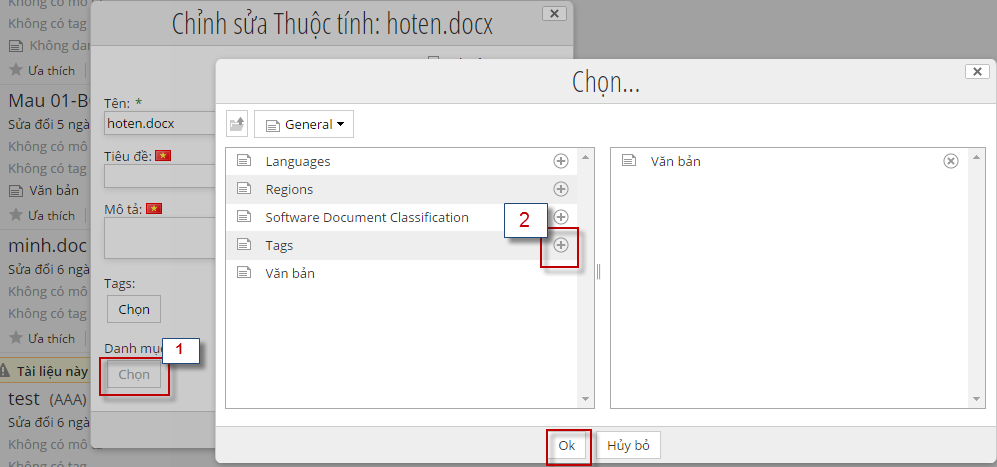 Không có mô
Không có tag
Không dan
Ưa thích
Mau 01-B
Sửa đổi 5 ngà
Không có mô
Không có tag
Văn bản
Ưa thích
minh.doc
Sửa đổi 6 ngà
Không có mô
Không có tag
Ưa thích
Tài liệu này
test (AAA)
Sửa đổi 6 ngà
Không có mô
Không có tag
Chỉnh sửa Thuộc tính: hoten.docx
Tên: *
hoten.docx
Tiêu đề:
Mô tả:
Tags:
Chọn
Danh mục
1
Chọn
Chọn...
General
Languages
Regions
Software Document Classification
2
Tags
Văn bản
Văn bản
Ok
Hủy bỏ